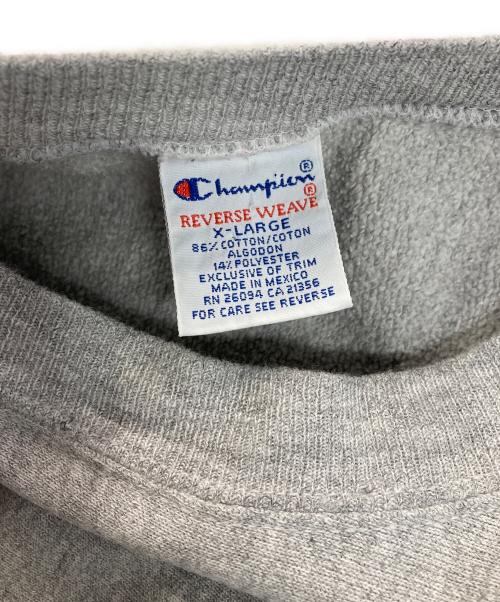 Champion®
REVERSE WEAVE®
X-LARGE
86% COTTON/COTON
ALGODON
14% POLYESTER
EXCLUSIVE OF TRIM
MADE IN MEXICO
RN 26094 CA 21356
FOR CARE SEE REVERSE